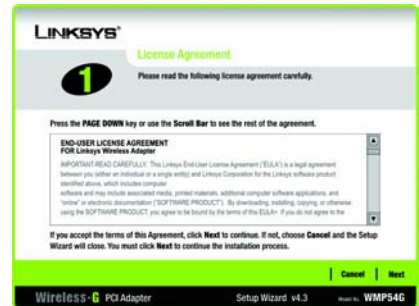 LINKSYS®
License Agreement
1
Please read the following license agreement carefully.
Press the PAGE DOWN key or use the Scroll Bar to see the rest of the agreement.
END-USER LICENSE AGREEMENT
FOR Linksys Wireless Adapter
IMPORTANT-READ CAREFULLY: This Linksys End-User License Agreement ("EULA") is a legal agreement
between you (either an individual or a single entity) and Linksys Corporation for the Linksys software product
identified above, which includes computer
software and may include associated media, printed materials, additional computer software applications, and
"online" or electronic documentation ("SOFTWARE PRODUCT"). By downloading, installing, copying, or otherwise
using the SOFTWARE PRODUCT, you agree to be bound by the terms of this EULA+ If you do not agree to the
If you accept the terms of this Agreement, click Next to continue. If not, choose Cancel and the Setup
Wizard will close. You must click Next to continue the installation process.
Cancel Next
Wireless-G PCI Adapter Setup Wizard v4.3 Model No. WMP54G